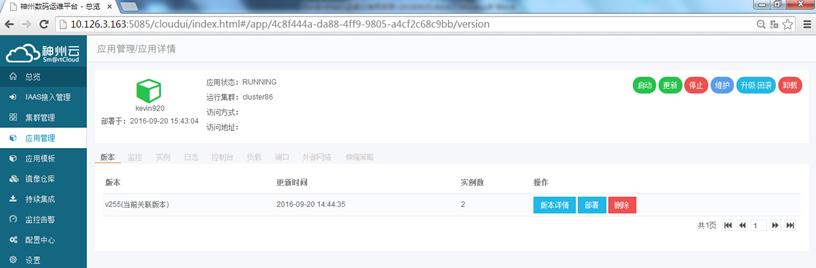 神州数码运维平台 - 总览
10.126.3.163:5085/cloudui/index.html#/app/4c8f444a-da88-4ff9-9805-a4cf2c68c9bb/version
神州云
Sm@rtCloud
总览
IAAS接入管理
集群管理
应用管理
应用模板
镜像仓库
持续集成
监控告警
配置中心
设置
应用管理/应用详情
kevin920
部署于：2016-09-20 15:43:04
应用状态：RUNNING
运行集群：cluster86
访问方式：
访问地址：
启动 更新 停止 维护 升级.回滚 卸载
版本 监控 实例 日志 控制台 负载 端口 外部网络 伸缩策略
版本 更新时间 实例数 操作
v255(当前关联版本) 2016-09-20 14:44:35 2 版本详情 部署 删除
共1页 1